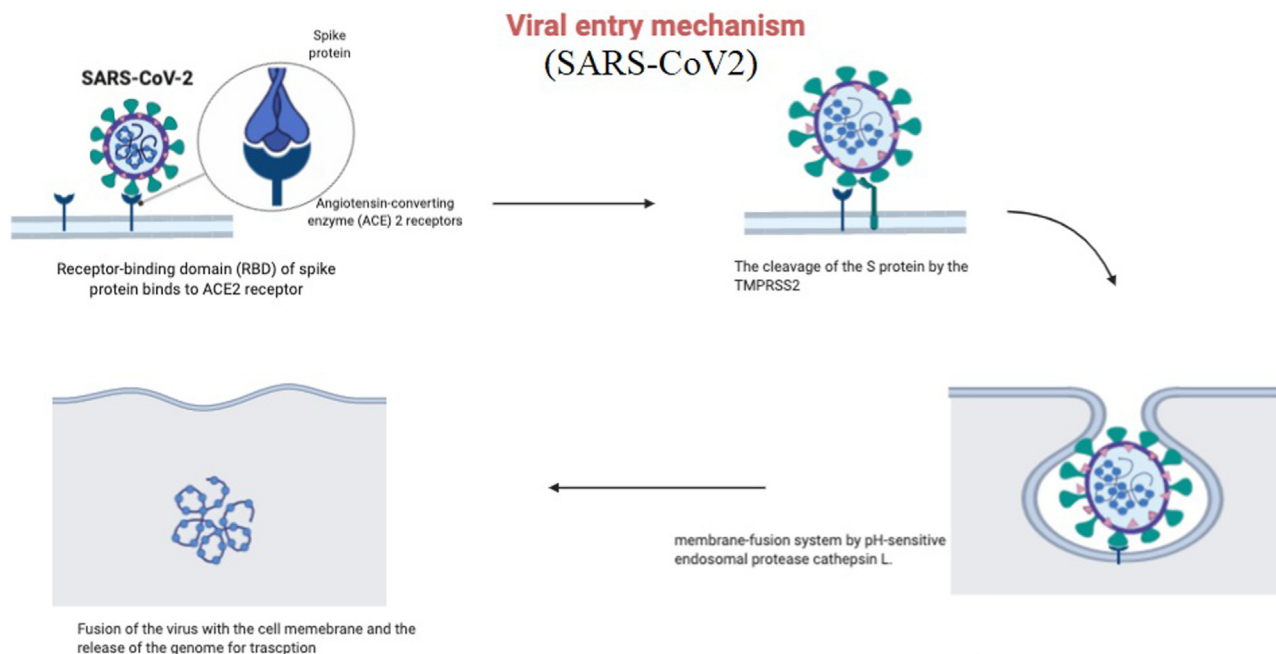 Viral entry mechanism
(SARS-CoV2)
Spike
protein
SARS-CoV-2
Angiotensin-converting
enzyme (ACE) 2 receptors
Receptor-binding domain (RBD) of spike
protein binds to ACE2 receptor
The cleavage of the S protein by the
TMPRSS2
membrane-fusion system by pH-sensitive
endosomal protease cathepsin L.
Fusion of the virus with the cell memebrane and the
release of the genome for trascption